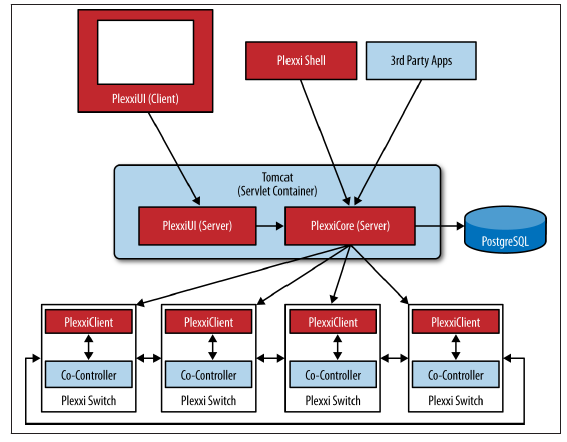 PlexxiUI (Client)
Plexxi Shell
3rd Party Apps
Tomcat
(Servlet Container)
PlexxiUI (Server)
PlexxiCore (Server)
PostgreSQL
PlexxiClient
PlexxiClient
PlexxiClient
PlexxiClient
Co-Controller
Co-Controller
Co-Controller
Co-Controller
Plexxi Switch
Plexxi Switch
Plexxi Switch
Plexxi Switch